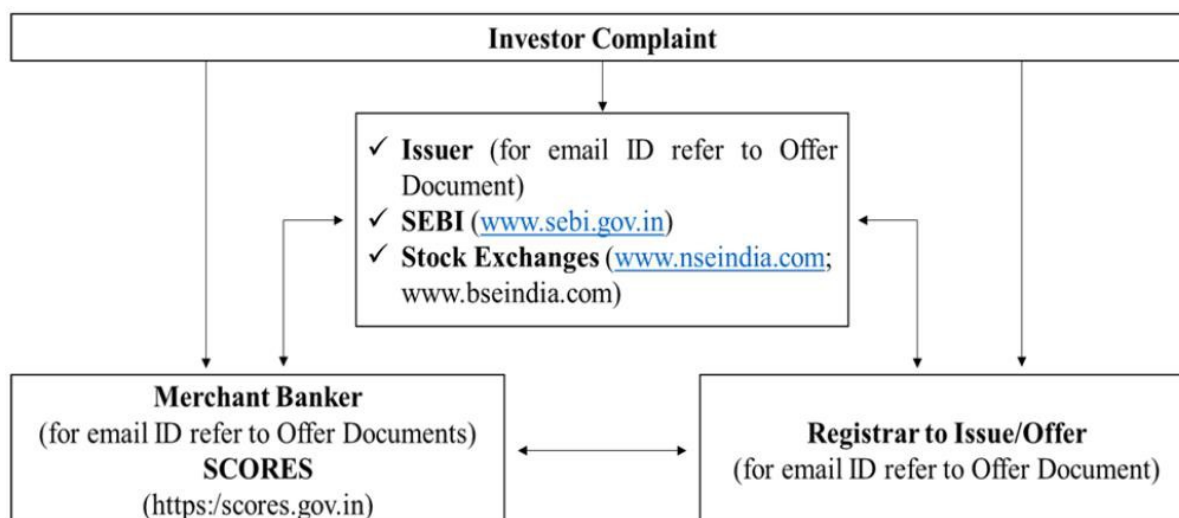 Investor Complaint
✓ Issuer (for email ID refer to Offer
Document)
✓ SEBI (www.sebi.gov.in)
✓ Stock Exchanges (www.nseindia.com;
www.bseindia.com)
Merchant Banker
(for email ID refer to Offer Documents)
SCORES
(https:/scores.gov.in)
Registrar to Issue/Offer
(for email ID refer to Offer Document)